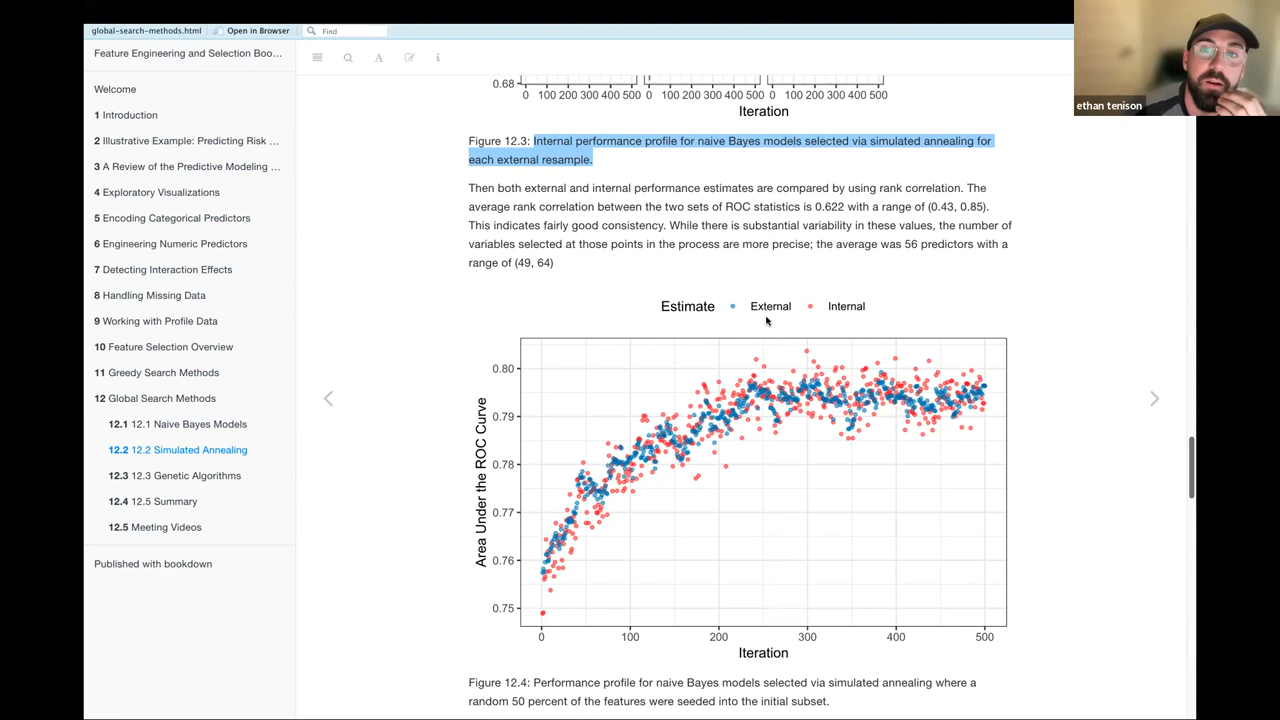 global-search-methods.html
Open in Browser
Find
Feature Engineering and Selection Boo...
Welcome
1 Introduction
2 Illustrative Example: Predicting Risk ...
3 A Review of the Predictive Modeling ...
4 Exploratory Visualizations
5 Encoding Categorical Predictors
6 Engineering Numeric Predictors
7 Detecting Interaction Effects
8 Handling Missing Data
9 Working with Profile Data
10 Feature Selection Overview
11 Greedy Search Methods
12 Global Search Methods
12.1 12.1 Naive Bayes Models
12.2 12.2 Simulated Annealing
12.3 12.3 Genetic Algorithms
12.4 12.5 Summary
12.5 Meeting Videos
Published with bookdown
0.68
0 100 200 300 400 500 0 100 200 300 400 500 0 100 200 300 400 500
Iteration
Figure 12.3: Internal performance profile for naive Bayes models selected via simulated annealing for
each external resample.
Then both external and internal performance estimates are compared by using rank correlation. The
average rank correlation between the two sets of ROC statistics is 0.622 with a range of (0.43, 0.85).
This indicates fairly good consistency. While there is substantial variability in these values, the number of
variables selected at those points in the process are more precise; the average was 56 predictors with a
range of (49, 64)
Estimate External Internal
Area Under the ROC Curve
0.80
0.79
0.78
0.77
0.76
0.75
0 100 200 300 400 500
Iteration
Figure 12.4: Performance profile for naive Bayes models selected via simulated annealing where a
random 50 percent of the features were seeded into the initial subset.
ethan tenison